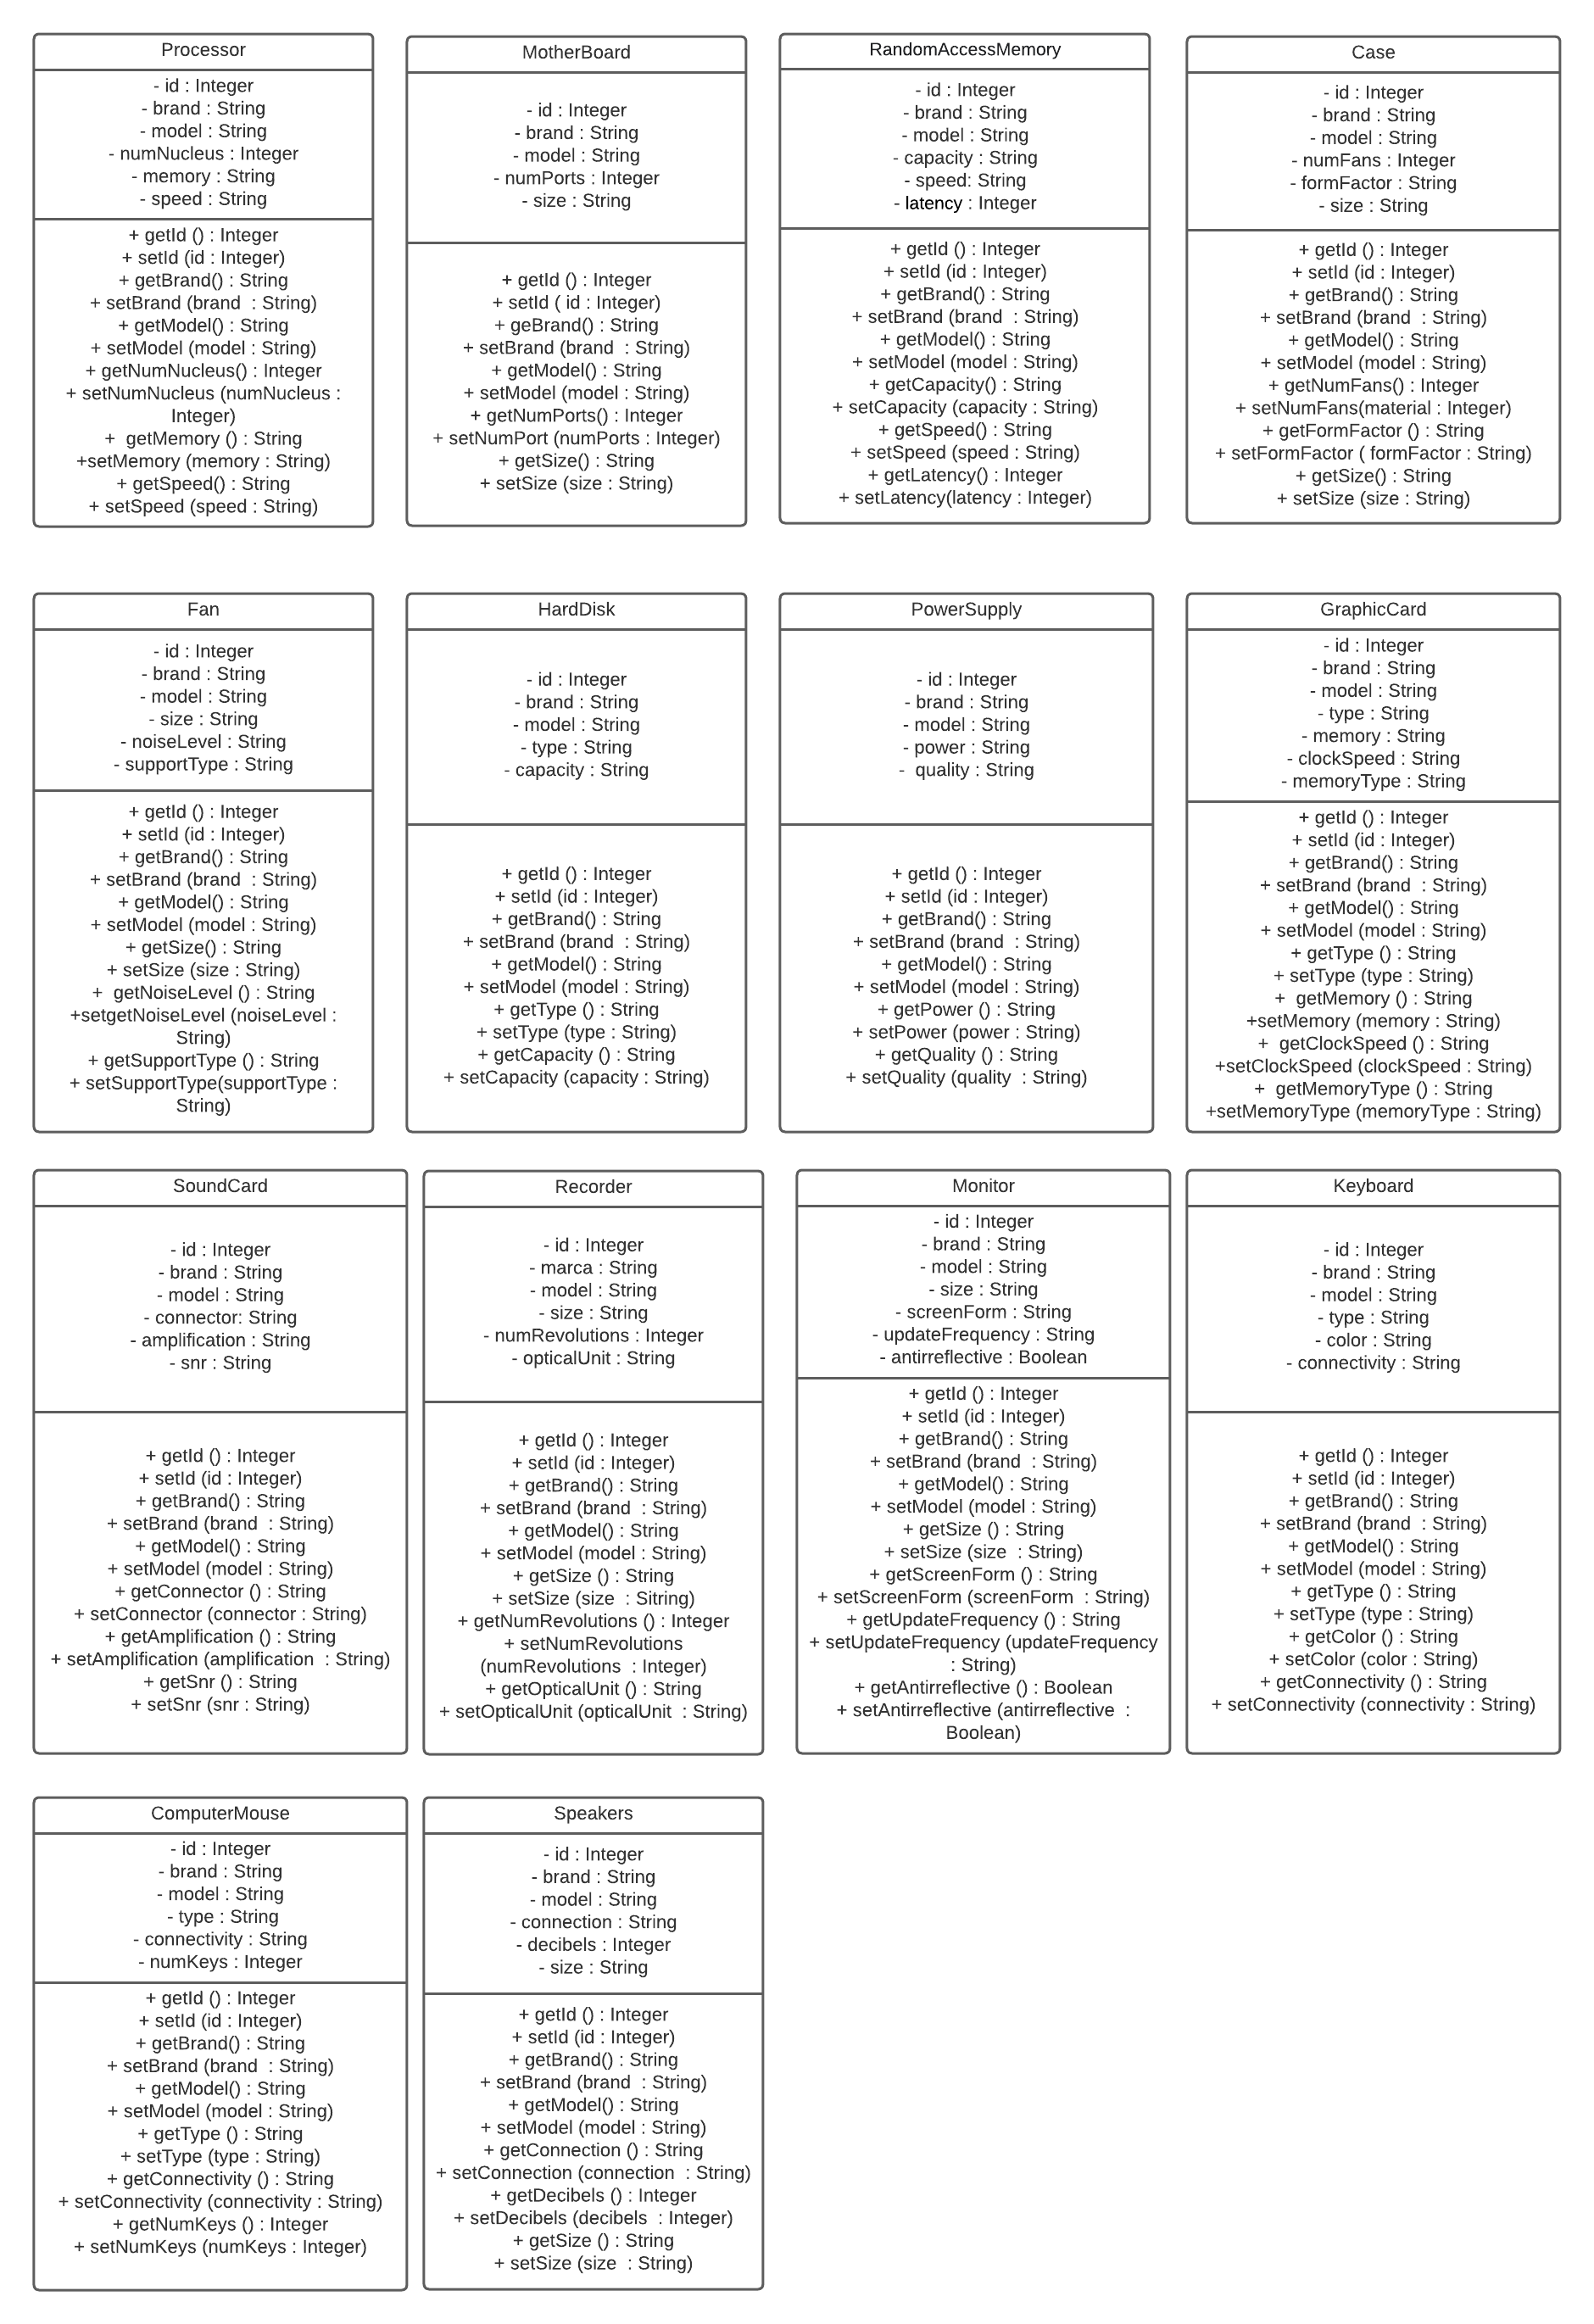 Processor
- id : Integer
- brand : String
- model : String
- numNucleus : Integer
- memory : String
- speed : String
+ getId () : Integer
+ setId (id : Integer)
+ getBrand() : String
+ setBrand (brand  : String)
+ getModel() : String
+ setModel (model : String)
+ getNumNucleus() : Integer
+ setNumNucleus (numNucleus :
Integer)
+  getMemory () : String
+setMemory (memory : String)
+ getSpeed() : String
+ setSpeed (speed : String)
MotherBoard
- id : Integer
- brand : String
- model : String
- numPorts : Integer
- size : String
+ getId () : Integer
+ setId ( id : Integer)
+ geBrand() : String
+ setBrand (brand  : String)
+ getModel() : String
+ setModel (model : String)
+ getNumPorts() : Integer
+ setNumPort (numPorts : Integer)
+ getSize() : String
+ setSize (size : String)
RandomAccessMemory
- id : Integer
- brand : String
- model : String
- capacity : String
- speed: String
- latency : Integer
+ getId () : Integer
+ setId (id : Integer)
+ getBrand() : String
+ setBrand (brand  : String)
+ getModel() : String
+ setModel (model : String)
+ getCapacity() : String
+ setCapacity (capacity : String)
+ getSpeed() : String
+ setSpeed (speed : String)
+ getLatency() : Integer
+ setLatency(latency : Integer)
Case
- id : Integer
- brand : String
- model : String
- numFans : Integer
- formFactor : String
- size : String
+ getId () : Integer
+ setId (id : Integer)
+ getBrand() : String
+ setBrand (brand  : String)
+ getModel() : String
+ setModel (model : String)
+ getNumFans() : Integer
+ setNumFans(material : Integer)
+ getFormFactor () : String
+ setFormFactor ( formFactor : String)
+ getSize() : String
+ setSize (size : String)
Fan
- id : Integer
- brand : String
- model : String
- size : String
- noiseLevel : String
- supportType : String
+ getId () : Integer
+ setId (id : Integer)
+ getBrand() : String
+ setBrand (brand  : String)
+ getModel() : String
+ setModel (model : String)
+ getSize() : String
+ setSize (size : String)
+  getNoiseLevel () : String
+setgetNoiseLevel (noiseLevel :
String)
+ getSupportType () : String
+ setSupportType(supportType :
String)
HardDisk
- id : Integer
- brand : String
- model : String
- type : String
- capacity : String
+ getId () : Integer
+ setId (id : Integer)
+ getBrand() : String
+ setBrand (brand  : String)
+ getModel() : String
+ setModel (model : String)
+ getType () : String
+ setType (type : String)
+ getCapacity () : String
+ setCapacity (capacity : String)
PowerSupply
- id : Integer
- brand : String
- model : String
- power : String
-  quality : String
+ getId () : Integer
+ setId (id : Integer)
+ getBrand() : String
+ setBrand (brand  : String)
+ getModel() : String
+ setModel (model : String)
+ getPower () : String
+ setPower (power : String)
+ getQuality () : String
+ setQuality (quality  : String)
GraphicCard
- id : Integer
- brand : String
- model : String
- type : String
- memory : String
- clockSpeed : String
- memoryType : String
+ getId () : Integer
+ setId (id : Integer)
+ getBrand() : String
+ setBrand (brand  : String)
+ getModel() : String
+ setModel (model : String)
+ getType () : String
+ setType (type : String)
+  getMemory () : String
+setMemory (memory : String)
+  getClockSpeed () : String
+setClockSpeed (clockSpeed : String)
+  getMemoryType () : String
+setMemoryType (memoryType : String)
SoundCard
- id : Integer
- brand : String
- model : String
- connector: String
- amplification : String
- snr : String
+ getId () : Integer
+ setId (id : Integer)
+ getBrand() : String
+ setBrand (brand  : String)
+ getModel() : String
+ setModel (model : String)
+ getConnector () : String
+ setConnector (connector : String)
+ getAmplification () : String
+ setAmplification (amplification  : String)
+ getSnr () : String
+ setSnr (snr : String)
Recorder
- id : Integer
- marca : String
- model : String
- size : String
- numRevolutions : Integer
- opticalUnit : String
+ getId () : Integer
+ setId (id : Integer)
+ getBrand() : String
+ setBrand (brand  : String)
+ getModel() : String
+ setModel (model : String)
+ getSize () : String
+ setSize (size  : Sitring)
+ getNumRevolutions () : Integer
+ setNumRevolutions
(numRevolutions  : Integer)
+ getOpticalUnit () : String
+ setOpticalUnit (opticalUnit  : String)
Monitor
- id : Integer
- brand : String
- model : String
- size : String
- screenForm : String
- updateFrequency : String
- antirreflective : Boolean
+ getId () : Integer
+ setId (id : Integer)
+ getBrand() : String
+ setBrand (brand  : String)
+ getModel() : String
+ setModel (model : String)
+ getSize () : String
+ setSize (size  : String)
+ getScreenForm () : String
+ setScreenForm (screenForm  : String)
+ getUpdateFrequency () : String
+ setUpdateFrequency (updateFrequency
: String)
+ getAntirreflective () : Boolean
+ setAntirreflective (antirreflective  :
Boolean)
Keyboard
- id : Integer
- brand : String
- model : String
- type : String
- color : String
- connectivity : String
+ getId () : Integer
+ setId (id : Integer)
+ getBrand() : String
+ setBrand (brand  : String)
+ getModel() : String
+ setModel (model : String)
+ getType () : String
+ setType (type : String)
+ getColor () : String
+ setColor (color : String)
+ getConnectivity () : String
+ setConnectivity (connectivity : String)
ComputerMouse
- id : Integer
- brand : String
- model : String
- type : String
- connectivity : String
- numKeys : Integer
+ getId () : Integer
+ setId (id : Integer)
+ getBrand() : String
+ setBrand (brand  : String)
+ getModel() : String
+ setModel (model : String)
+ getType () : String
+ setType (type : String)
+ getConnectivity () : String
+ setConnectivity (connectivity : String)
+ getNumKeys () : Integer
+ setNumKeys (numKeys : Integer)
Speakers
- id : Integer
- brand : String
- model : String
- connection : String
- decibels : Integer
- size : String
+ getId () : Integer
+ setId (id : Integer)
+ getBrand() : String
+ setBrand (brand  : String)
+ getModel() : String
+ setModel (model : String)
+ getConnection () : String
+ setConnection (connection  : String)
+ getDecibels () : Integer
+ setDecibels (decibels  : Integer)
+ getSize () : String
+ setSize (size  : String)